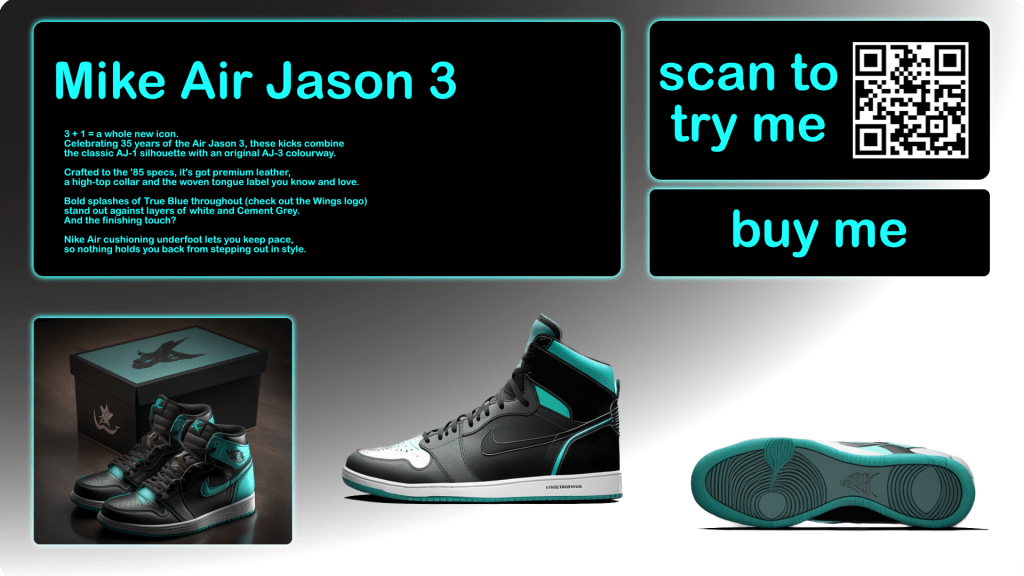 Mike Air Jason 3
3 + 1 = a whole new icon.
Celebrating 35 years of the Air Jason 3, these kicks combine
the classic AJ-1 silhouette with an original AJ-3 colourway.
Crafted to the '85 specs, it's got premium leather,
a high-top collar and the woven tongue label you know and love.
Bold splashes of True Blue throughout (check out the Wings logo)
stand out against layers of white and Cement Grey.
And the finishing touch?
Nike Air cushioning underfoot lets you keep pace,
so nothing holds you back from stepping out in style.
scan to
try me
buy me